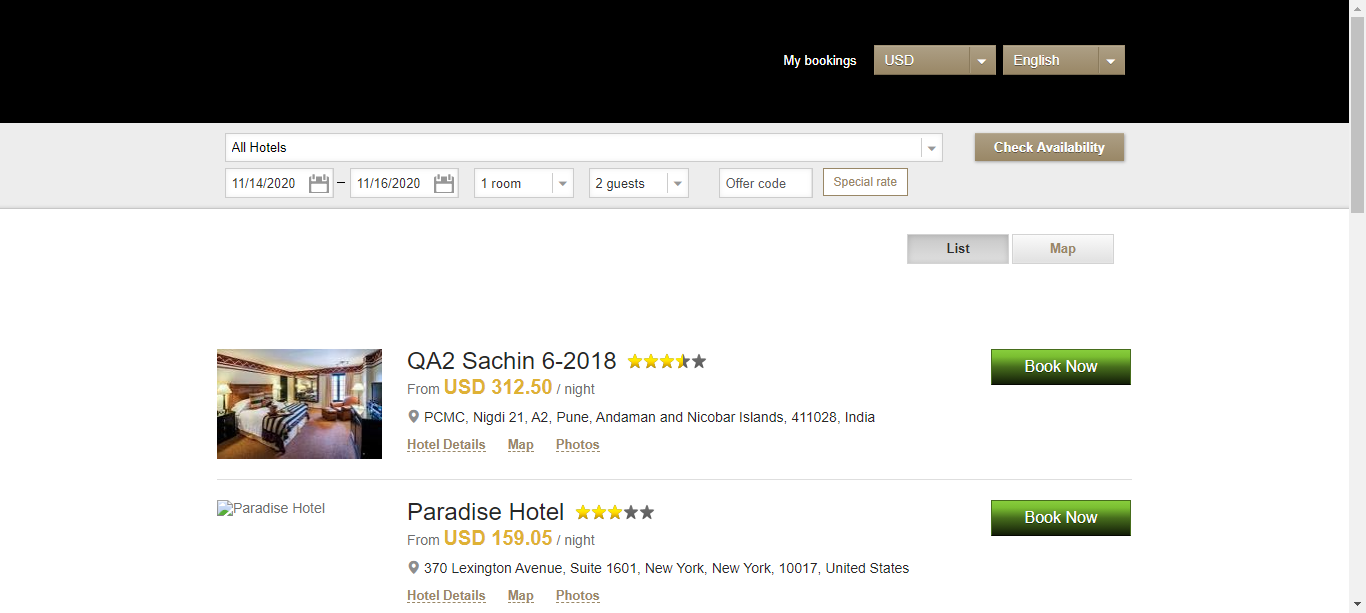 My bookings USD English
All Hotels Check Availability
11/14/2020 – 11/16/2020 1 room 2 guests Offer code Special rate
List Map
QA2 Sachin 6-2018 Book Now
From USD 312.50 / night
PCMC, Nigdi 21, A2, Pune, Andaman and Nicobar Islands, 411028, India
Hotel Details Map Photos
Paradise Hotel Paradise Hotel Book Now
From USD 159.05 / night
370 Lexington Avenue, Suite 1601, New York, New York, 10017, United States
Hotel Details Map Photos